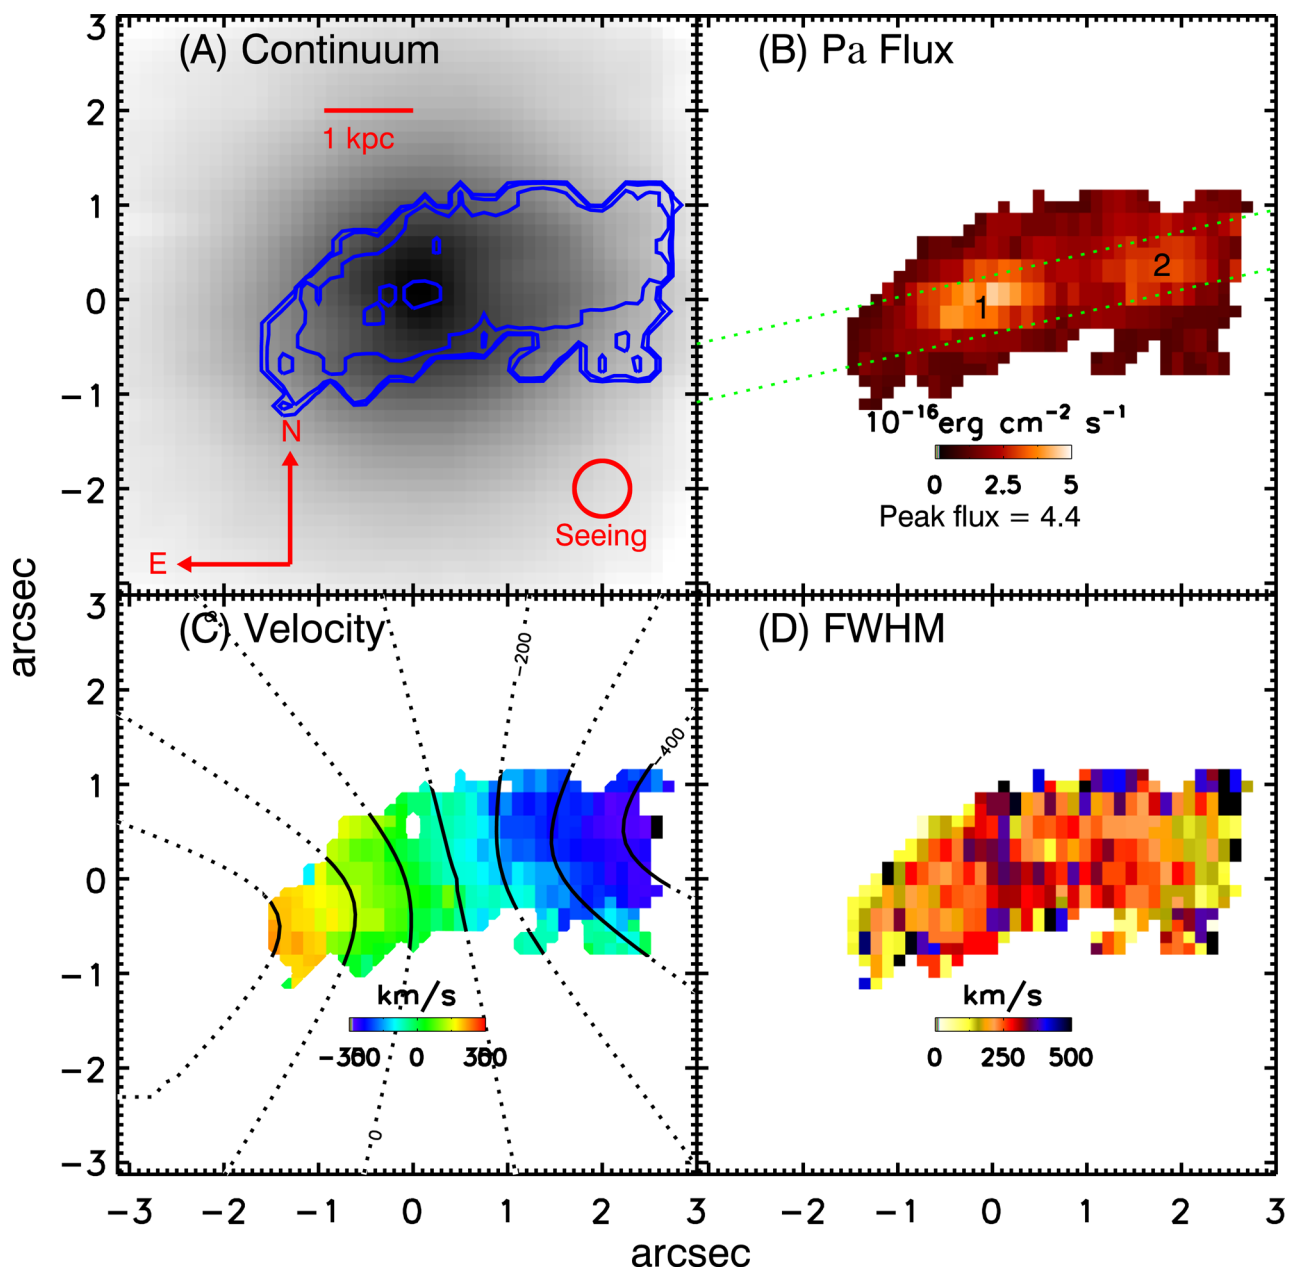 (A) Continuum
(B) Pa Flux
1 kpc
N
E
Seeing
1
2
10⁻¹⁶erg cm⁻² s⁻¹
0 2.5 5
Peak flux = 4.4
3
2
1
0
−1
−2
(C) Velocity
(D) FWHM
0
−200
−400
km/s
0
km/s
0 250 500
0
3
2
1
0
−1
−2
−3
−3 −2 −1 0 1 2 3
−2 −1 0 1 2 3
arcsec
arcsec